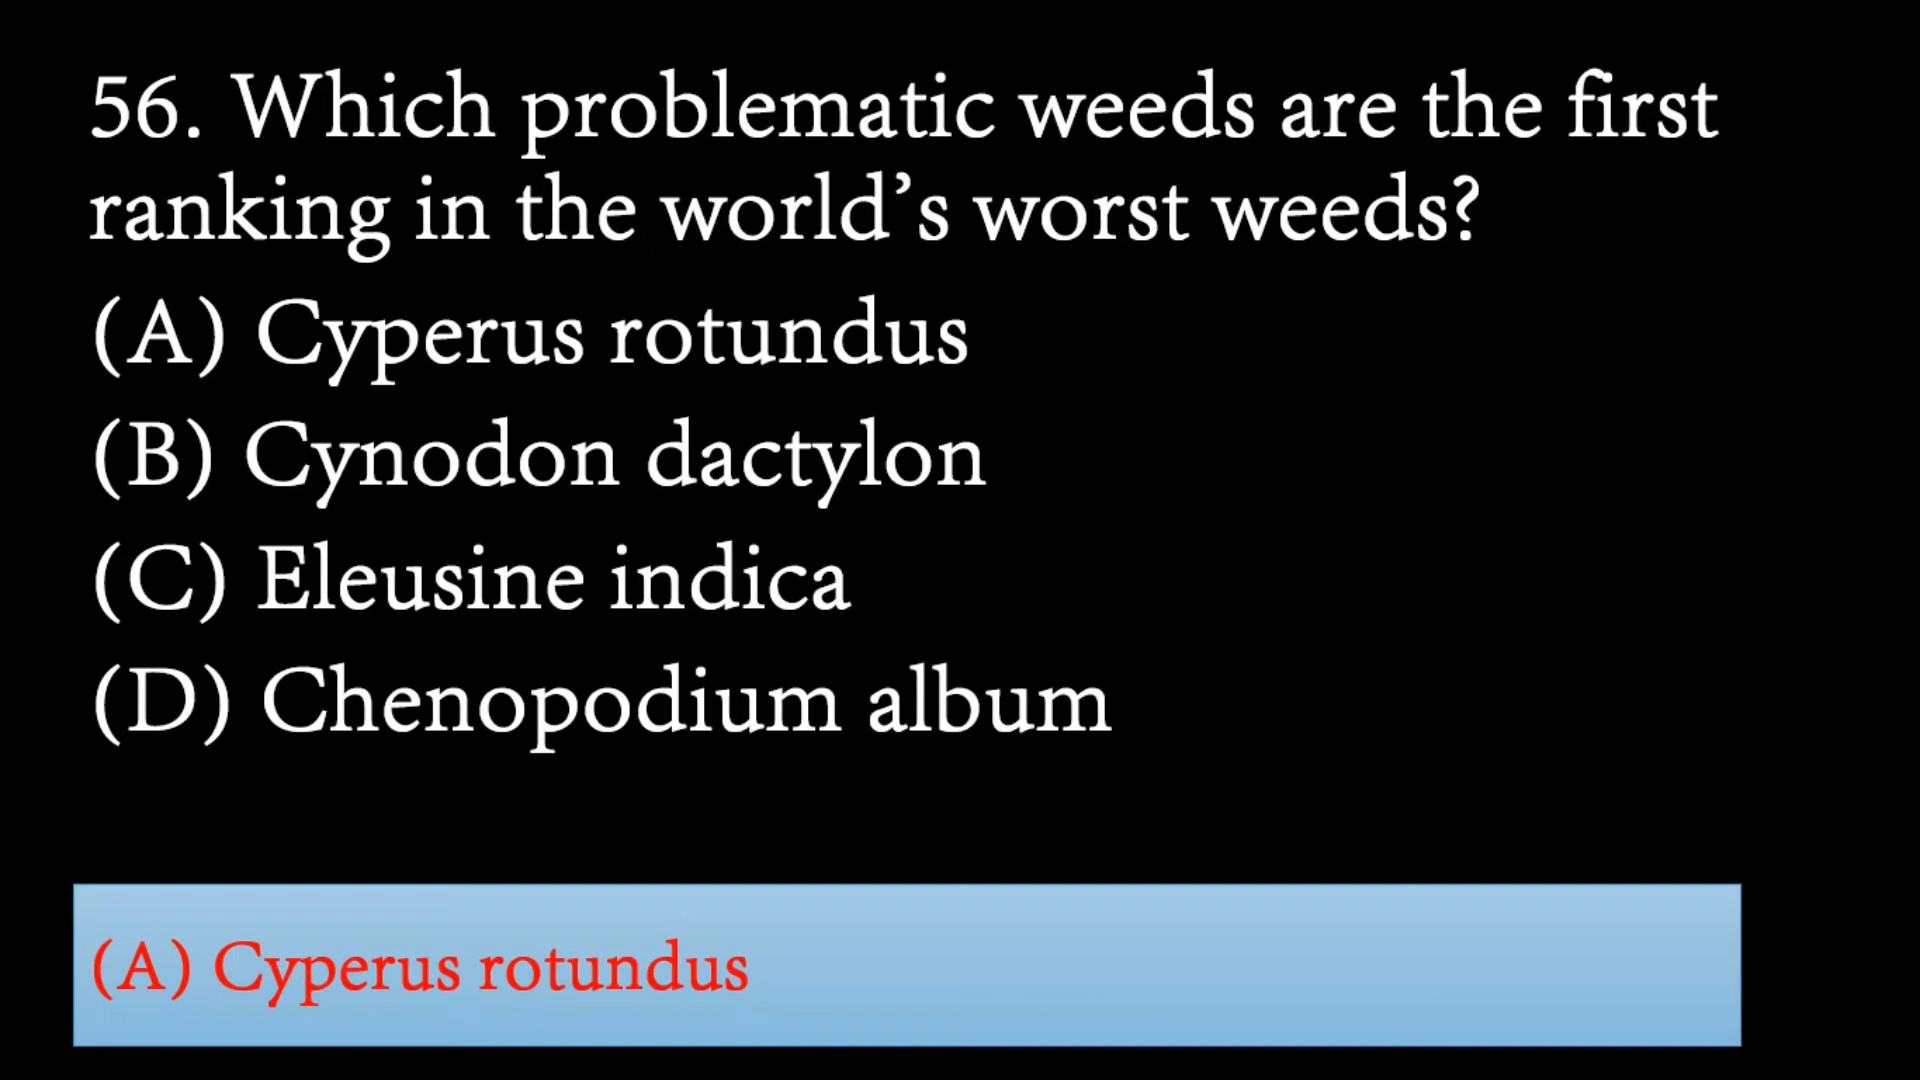 56. Which problematic weeds are the first
ranking in the world’s worst weeds?
(A) Cyperus rotundus
(B) Cynodon dactylon
(C) Eleusine indica
(D) Chenopodium album
(A) Cyperus rotundus